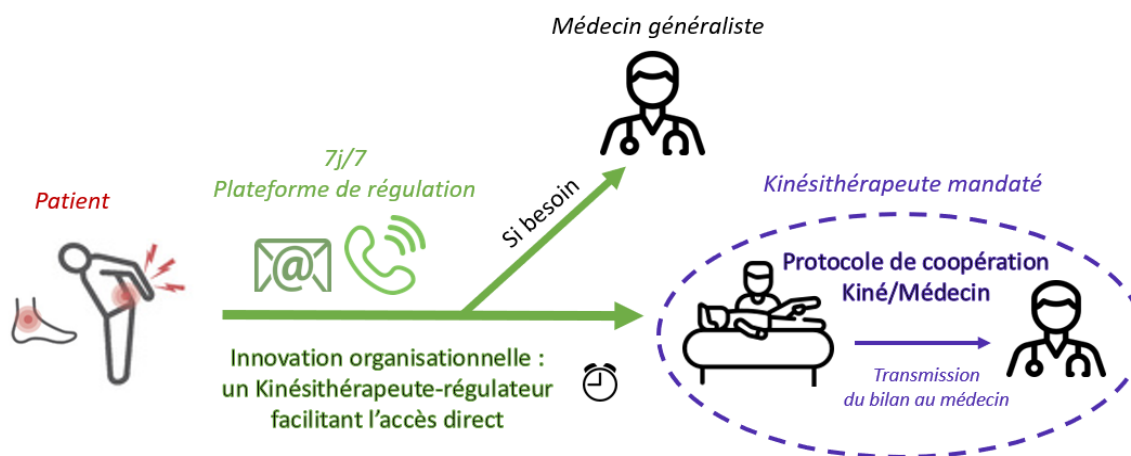 Médecin généraliste
7j/7
Plateforme de régulation
Patient
Si besoin
Kinésithérapeute mandaté
@
Protocole de coopération
Kiné/Médecin
Innovation organisationnelle :
un Kinésithérapeute-régulateur
facilitant l’accès direct
Transmission
du bilan au médecin